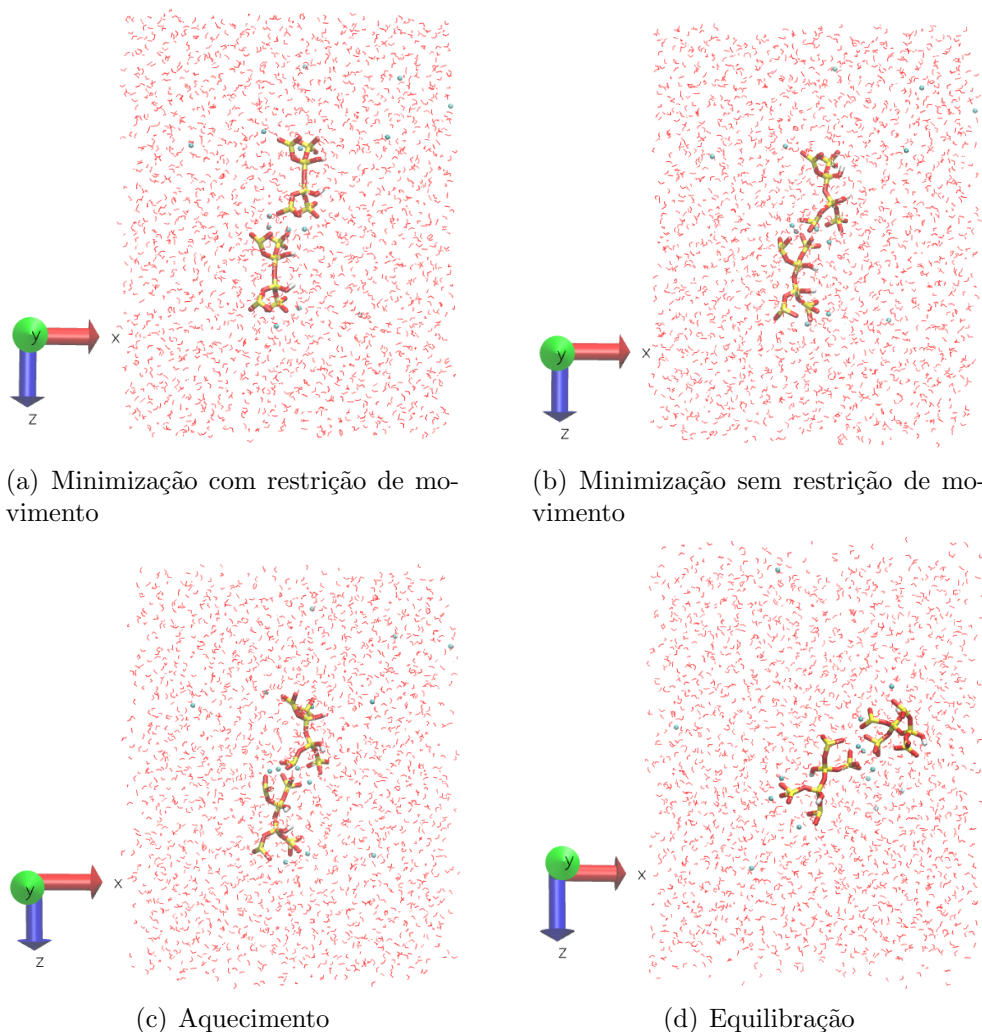 y x
z
y x
z
(a) Minimização com restrição de mo-
vimento
(b) Minimização sem restrição de mo-
vimento
y x
z
y x
z
(c) Aquecimento
(d) Equilibração